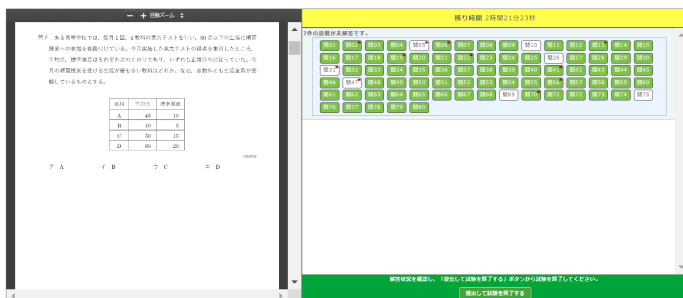 自動ズーム
残り時間 2時間21分23秒
7件の設問が未解答です。
問01 問02 問03 問04 問05 問06 問07 問08 問09 問10 問11 問12 問13 問14 問15
問16 問17 問18 問19 問20 問21 問22 問23 問24 問25 問26 問27 問28 問29 問30
問31 問32 問33 問34 問35 問36 問37 問38 問39 問40 問41 問42 問43 問44 問45
問46 問47 問48 問49 問50 問51 問52 問53 問54 問55 問56 問57 問58 問59 問60
問61 問62 問63 問64 問65 問66 問67 問68 問69 問70 問71 問72 問73 問74 問75
問76 問77 問78 問79 問80
問2 ある高等学校では，毎月1回，4教科の実力テストを行い，30点以下の生徒に補習
授業への参加を義務付けている。今月実施した実力テストの得点を集計したところ，
平均点，標準偏差はそれぞれ次のとおりであり，いずれも正規分布に従っていた。今
月の補習授業を受ける生徒が最も多い教科はどれか。なお，各教科とも生徒全員が受
験しているものとする。
教科 平均点 標準偏差
A 45 10
B 40 5
C 50 15
D 60 20
ア A イ B ウ C エ D
解答状況を確認し、「提出して試験を終了する」ボタンから試験を終了してください。
提出して試験を終了する